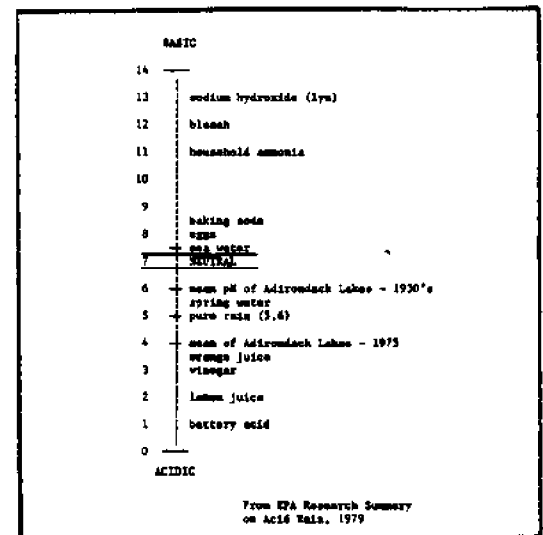 BASIC
14
13 sodium hydroxide (lye)
12 bleach
11 household ammonia
10
9
baking soda
8 eggs
sea water
7 NEUTRAL
6 mean pH of Adirondack Lakes - 1930's
spring water
5 pure rain (5.6)
4 mean of Adirondack Lakes - 1975
orange juice
3 vinegar
2 lemon juice
1 battery acid
0
ACIDIC
From EPA Research Summary
on Acid Rain, 1979